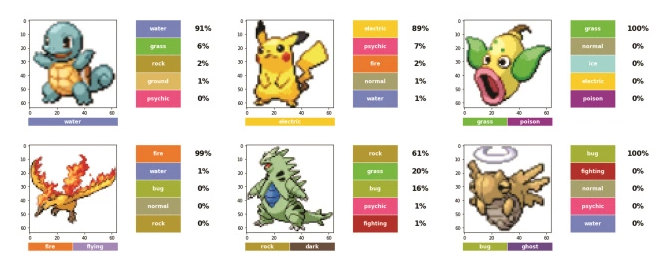 water 91%
grass 6%
rock 2%
ground 1%
psychic 0%
0
10
20
30
40
50
60
0 20 40 60
water
electric 89%
psychic 7%
fire 2%
normal 1%
water 1%
0
10
20
30
40
50
60
0 20 40 60
electric
grass 100%
normal 0%
ice 0%
electric 0%
poison 0%
0
10
20
30
40
50
60
0 20 40 60
grass poison
fire 99%
water 1%
bug 0%
normal 0%
rock 0%
0
10
20
30
40
50
60
0 20 40 60
fire flying
rock 61%
grass 20%
bug 16%
psychic 1%
fighting 1%
0
10
20
30
40
50
60
0 20 40 60
rock dark
bug 100%
fighting 0%
normal 0%
psychic 0%
water 0%
0
10
20
30
40
50
60
0 20 40 60
bug ghost